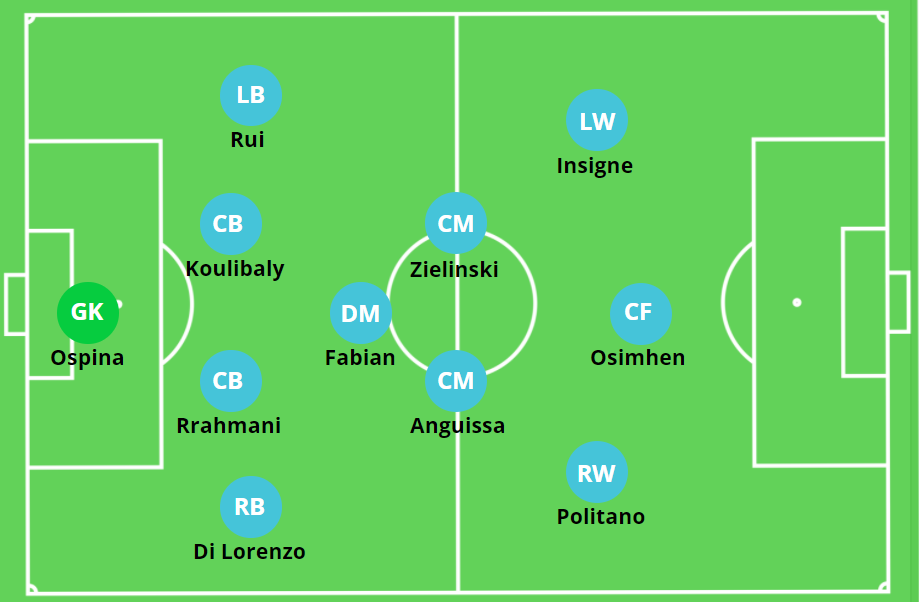 LB
Rui
LW
Insigne
CB
Koulibaly
CM
Zielinski
GK
Ospina
DM
Fabian
CF
Osimhen
CB
Rrahmani
CM
Anguissa
RW
Politano
RB
Di Lorenzo